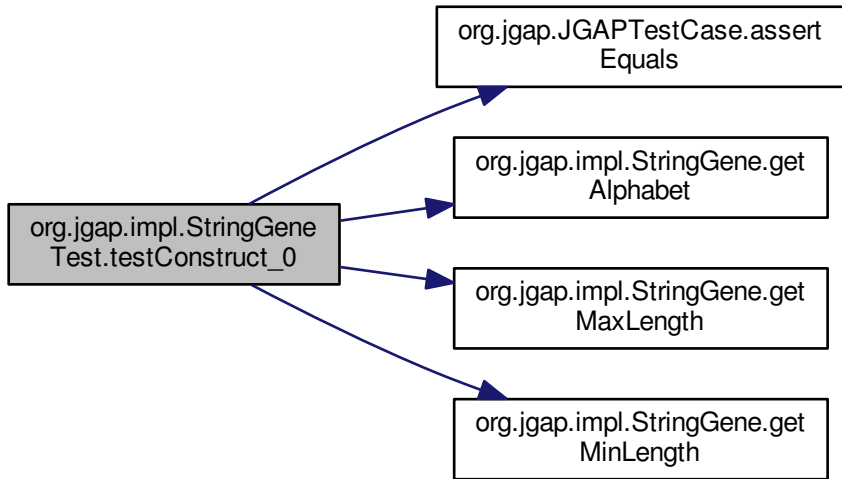 org.jgap.JGAPTestCase.assert
Equals
org.jgap.impl.StringGene.get
Alphabet
org.jgap.impl.StringGene
Test.testConstruct_0
org.jgap.impl.StringGene.get
MaxLength
org.jgap.impl.StringGene.get
MinLength